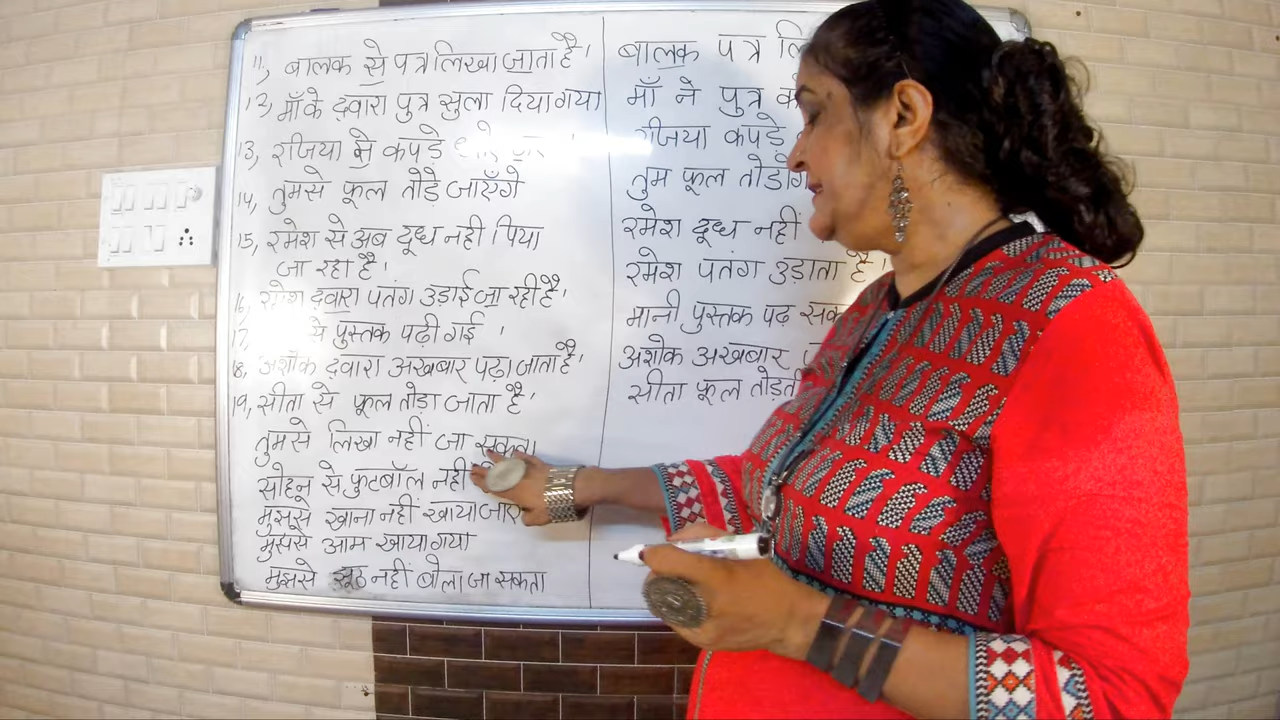 11, बालक से पत्र लिखा जाता है।
13, माँ के द्वारा पुत्र सुला दिया गया
13, रजिया ने कपड़े
14, तुमसे फूल तोड़े जाएँगे
15, रमेश से अब दूध नहीं पिया
जा रहा है।
16, रमेश द्वारा पतंग उड़ाई जा रही है।
17, से पुस्तक पढ़ी गई ।
18, अशोक द्वारा अखबार पढ़ा जाता है
19, सीता से फूल तोड़ा जाता है।
तुमसे लिखा नहीं जा सकता
सोहन से फुटबॉल नहीं
मुझसे खाना नहीं खाया
मुझसे आम खाया गया
मुझसे झूठ नहीं बोला जा सकता
बालक पत्र
माँ ने पुत्र
रजिया कपड़े
तुम फूल
रमेश दूध नहीं
रमेश पतंग उड़ाता है।
मानी पुस्तक पढ़
अशोक अखबार
सीता फूल